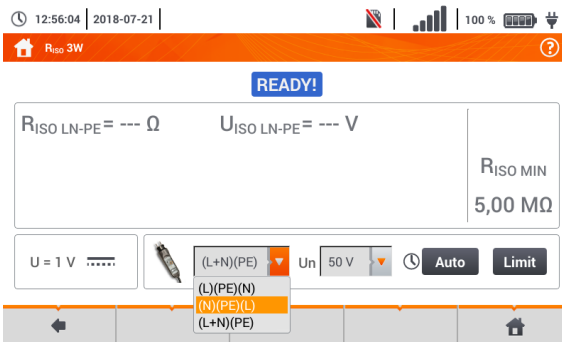 12:56:04 2018-07-21 100 %
RISO 3W ?
READY!
RISO LN-PE= --- Ω UISO LN-PE= --- V
RISO MIN
5,00 MΩ
U = 1 V (L+N)(PE) Un 50 V Auto Limit
(L)(PE)(N)
(N)(PE)(L)
(L+N)(PE)